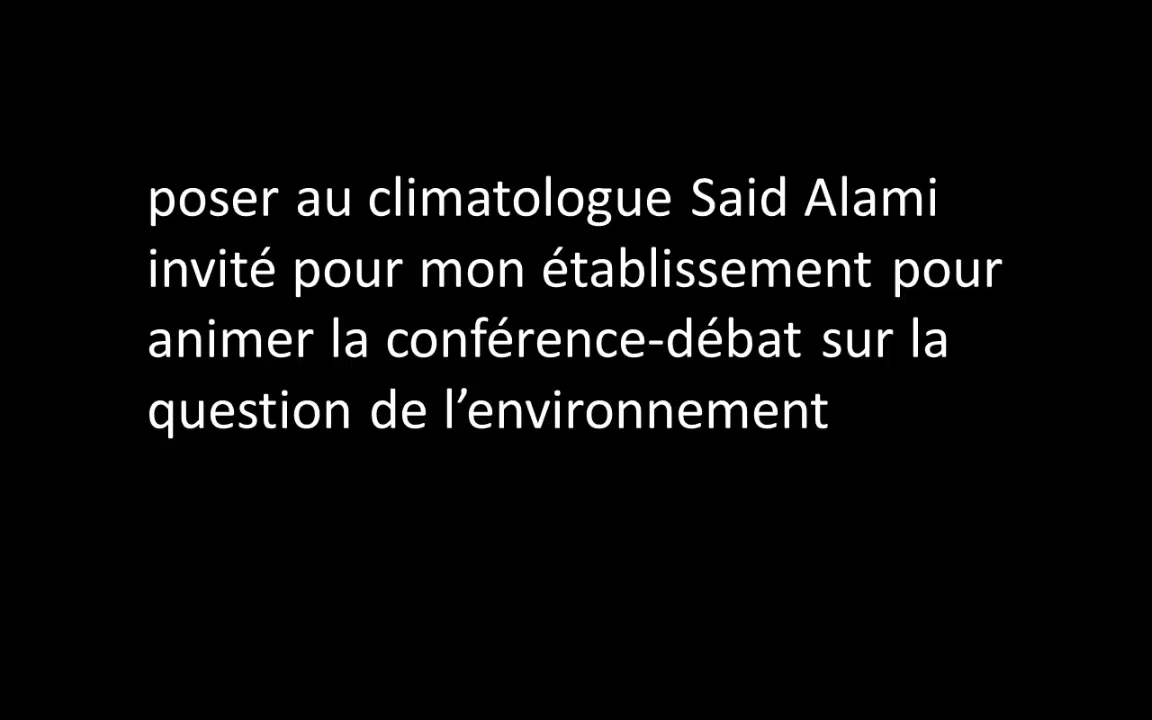 poser au climatologue Said Alami
invité pour mon établissement pour
animer la conférence-débat sur la
question de l’environnement